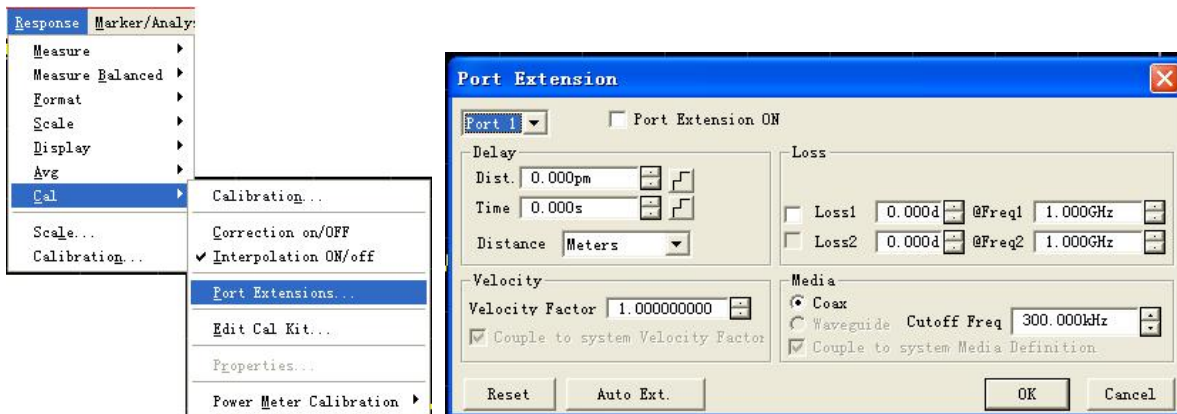 Response Marker/Analy
Measure
Measure Balanced
Format
Scale
Display
Avg
Cal
Scale...
Calibration...
Calibration...
Correction on/OFF
Interpolation ON/off
Port Extensions...
Edit Cal Kit...
Properties...
Power Meter Calibration
Port Extension
Port 1 Port Extension ON
Delay
Dist. 0.000pm
Time 0.000s
Distance Meters
Loss
Loss1 0.000d @Freq1 1.000GHz
Loss2 0.000d @Freq2 1.000GHz
Velocity
Velocity Factor 1.000000000
Couple to system Velocity Factor
Media
Coax
Waveguide Cutoff Freq 300.000kHz
Couple to system Media Definition
Reset Auto Ext. OK Cancel